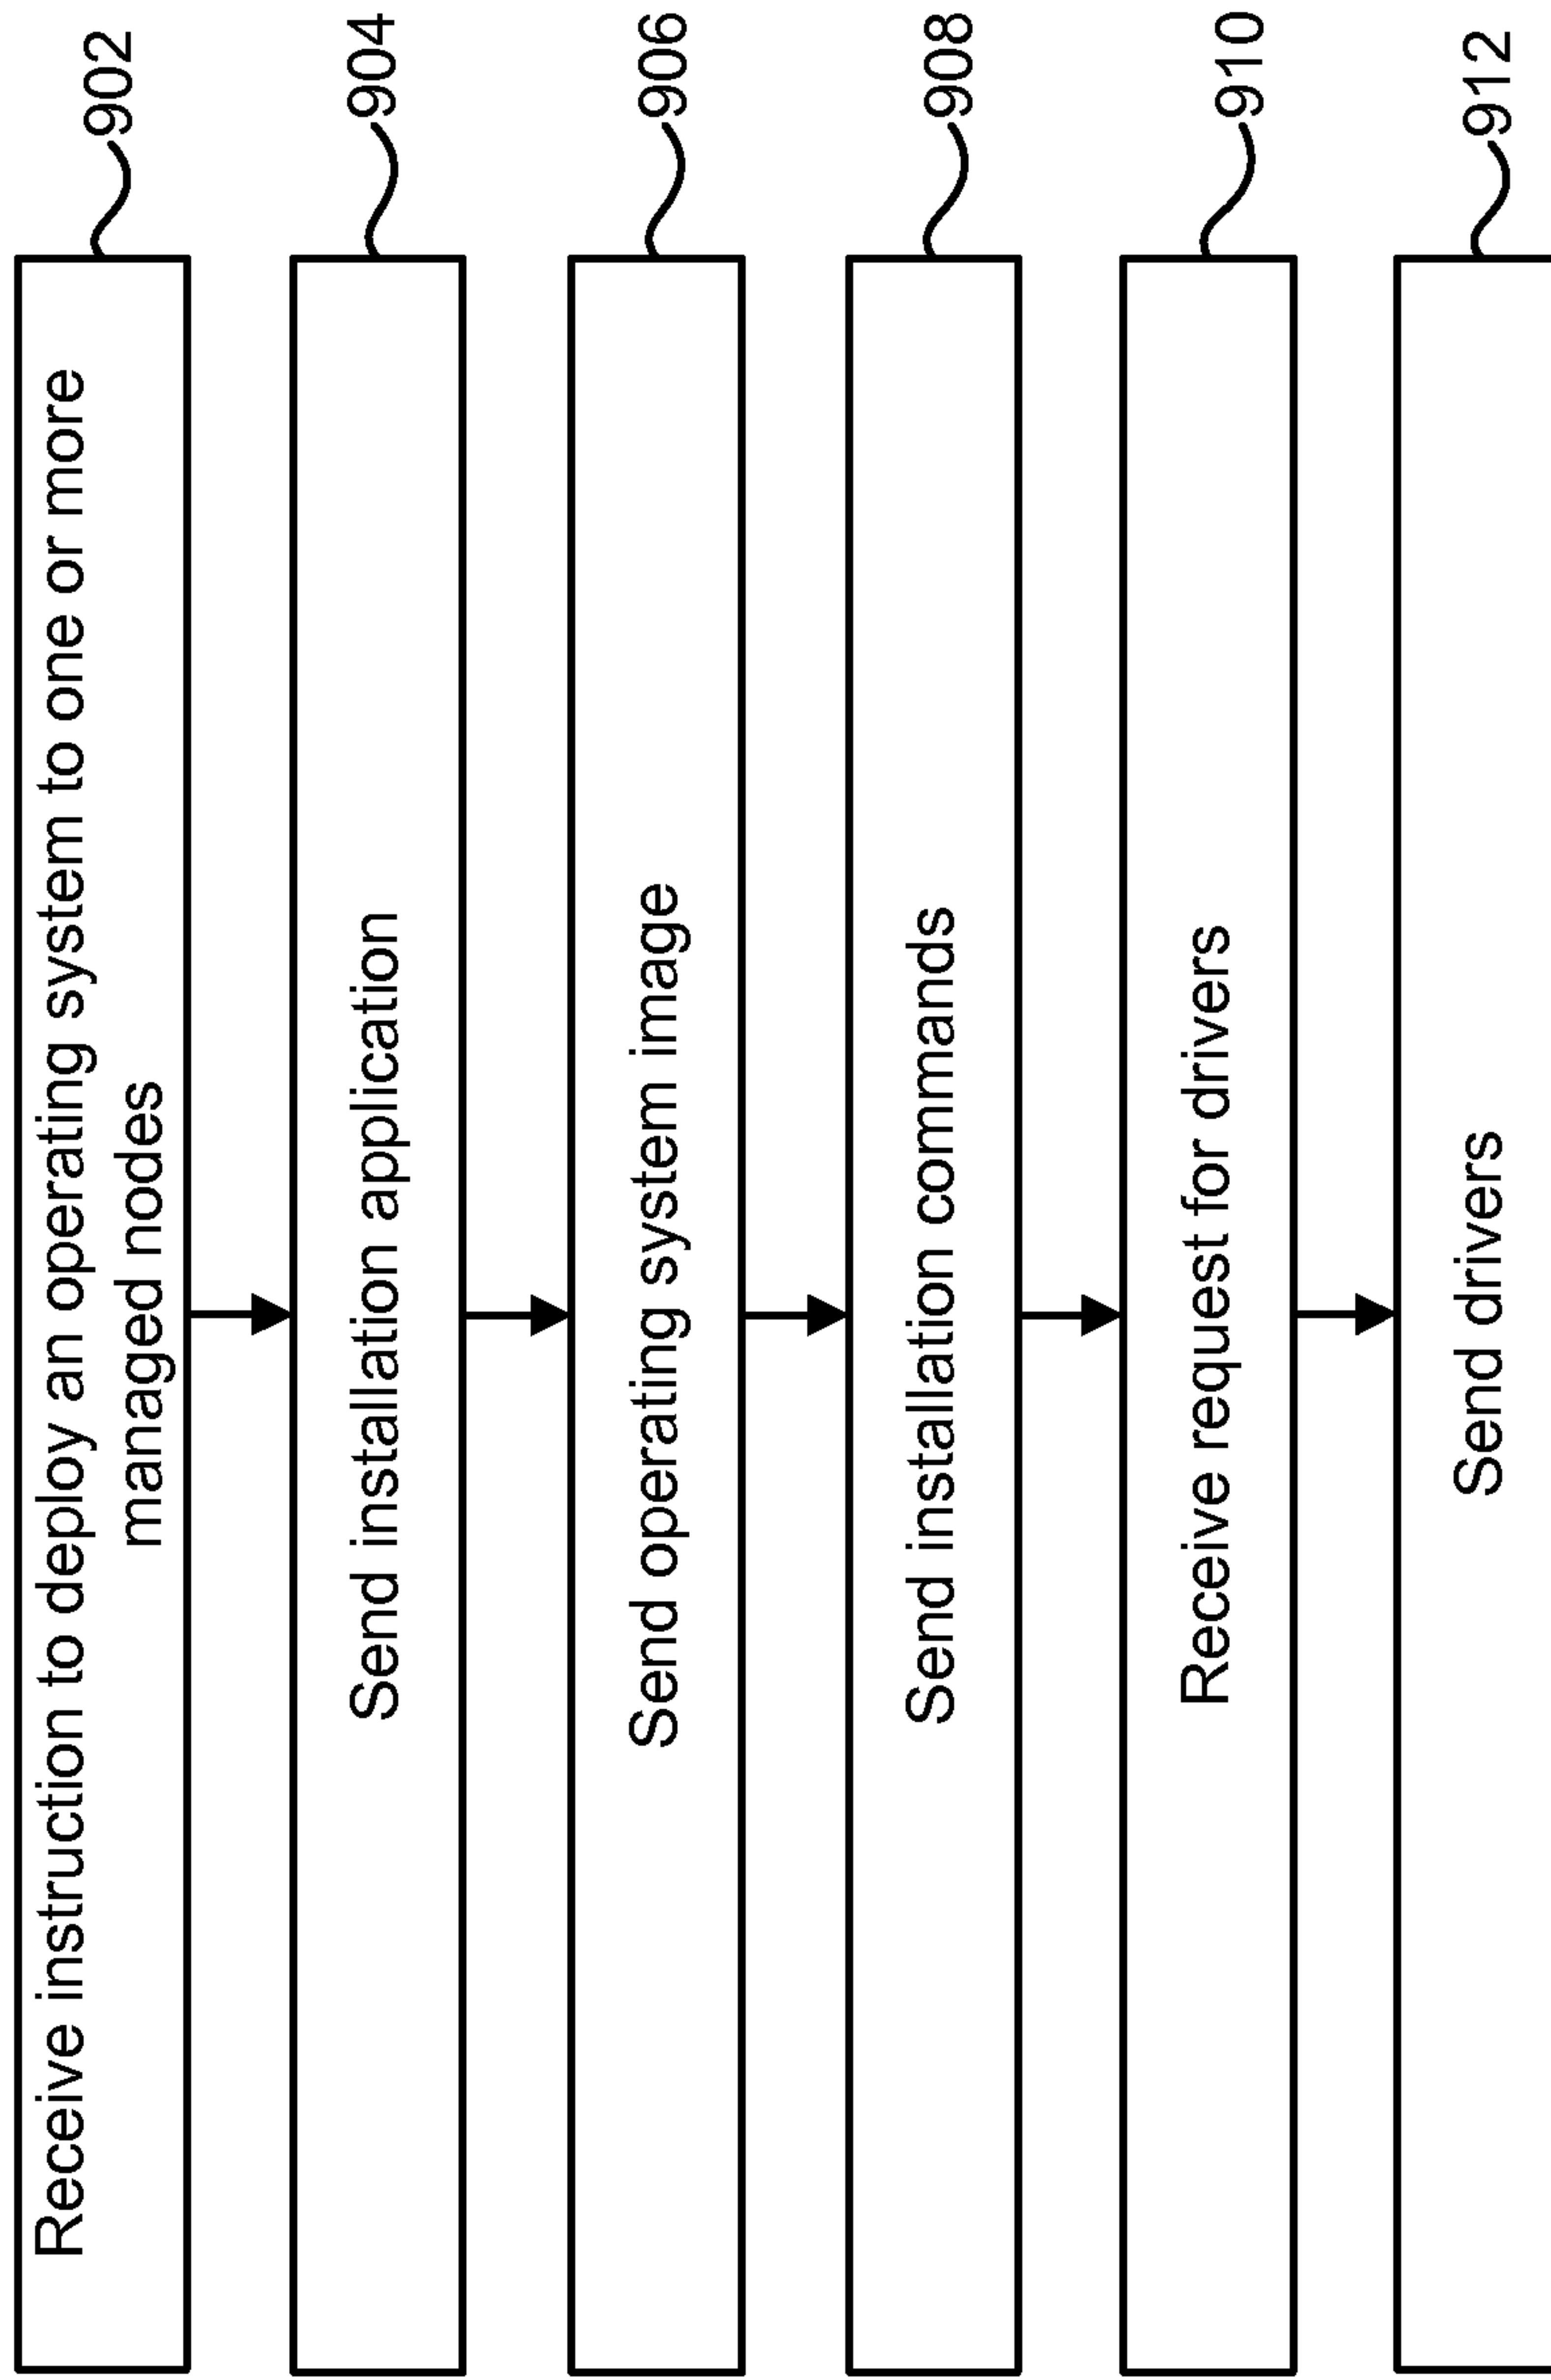 Receive instruction to deploy an operating system to one or more
managed nodes
902
Send installation application
904
Send operating system image
906
Send installation commands
908
Receive request for drivers
910
Send drivers
912